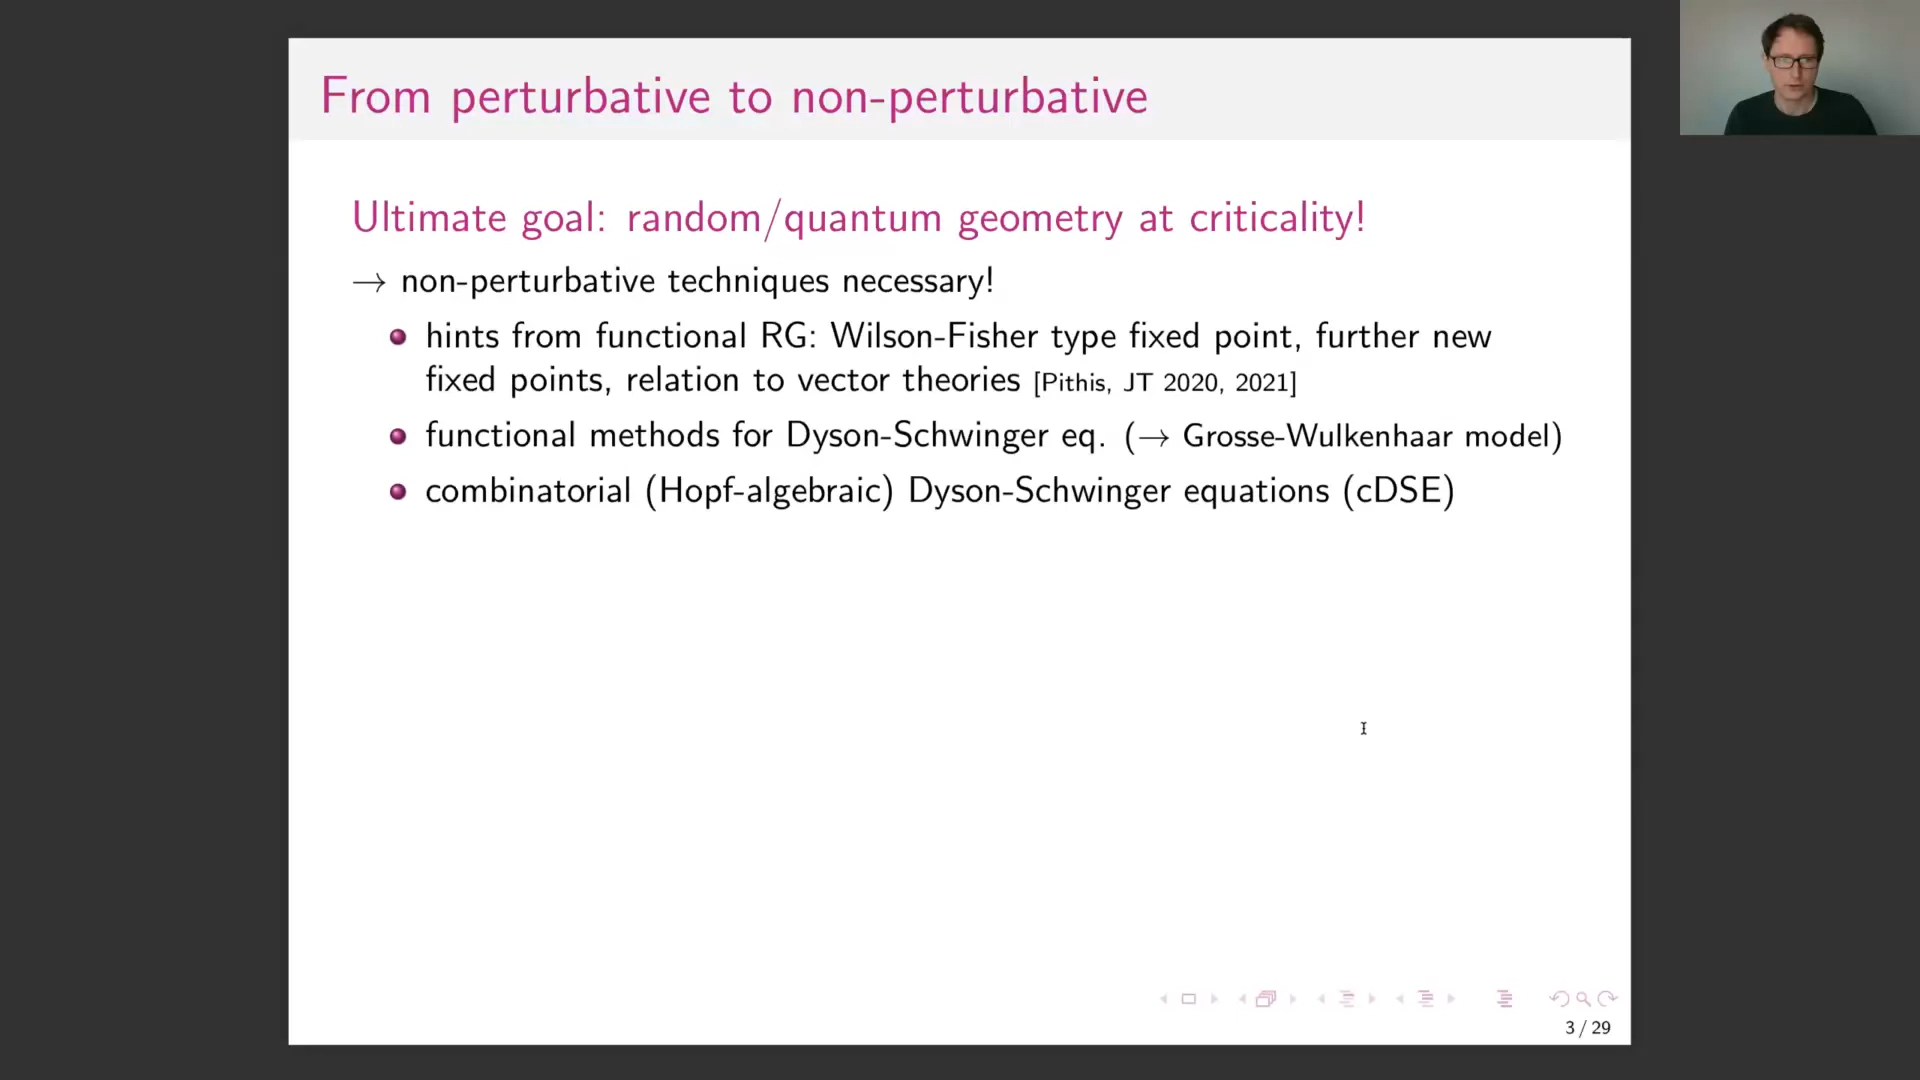 From perturbative to non-perturbative
Ultimate goal: random/quantum geometry at criticality!
→ non-perturbative techniques necessary!
hints from functional RG: Wilson-Fisher type fixed point, further new
fixed points, relation to vector theories [Pithis, JT 2020, 2021]
functional methods for Dyson-Schwinger eq. (→ Grosse-Wulkenhaar model)
combinatorial (Hopf-algebraic) Dyson-Schwinger equations (cDSE)
3 / 29